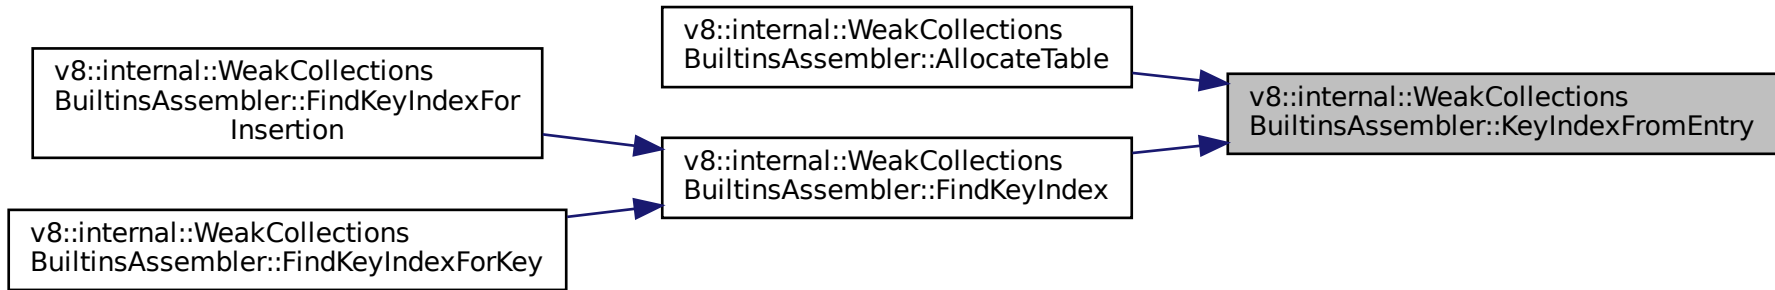 v8::internal::WeakCollections
BuiltinsAssembler::FindKeyIndexFor
Insertion
v8::internal::WeakCollections
BuiltinsAssembler::FindKeyIndexForKey
v8::internal::WeakCollections
BuiltinsAssembler::AllocateTable
v8::internal::WeakCollections
BuiltinsAssembler::FindKeyIndex
v8::internal::WeakCollections
BuiltinsAssembler::KeyIndexFromEntry